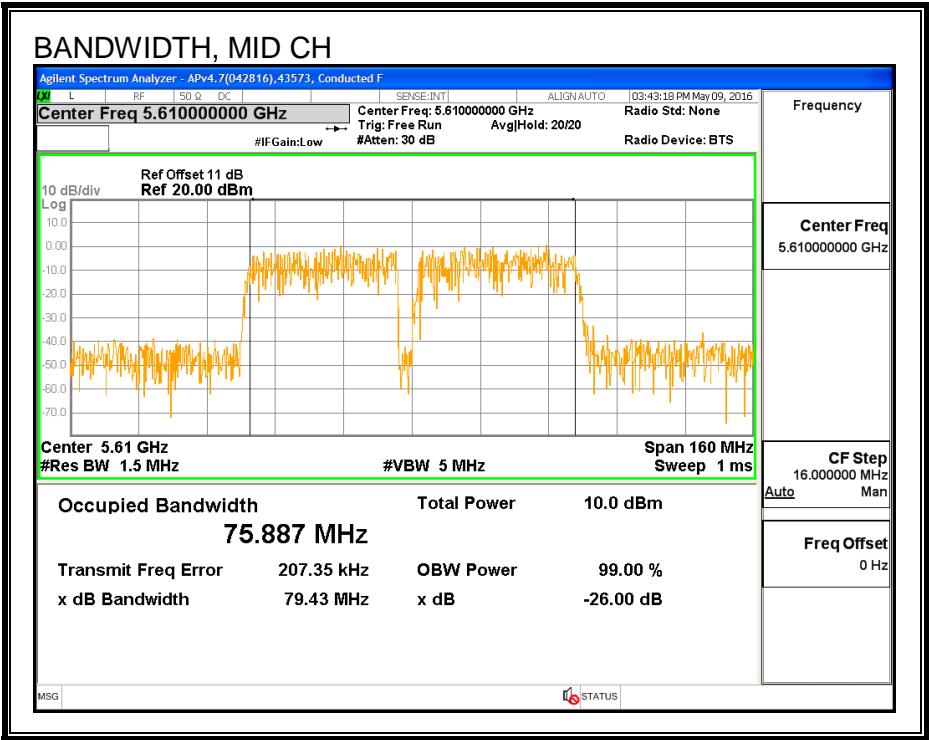 BANDWIDTH, MID CH
Agilent Spectrum Analyzer - APv4.7(042816),43573, Conducted F
LXI L RF 50 Ω DC SENSE:INT ALIGN AUTO 03:43:18 PM May 09, 2016
Center Freq 5.610000000 GHz
Center Freq: 5.610000000 GHz
Radio Std: None
Trig: Free Run Avg|Hold: 20/20
#IFGain:Low
#Atten: 30 dB
Radio Device: BTS
Ref Offset 11 dB
10 dB/div Ref 20.00 dBm
Log
10.0
0.00
-10.0
-20.0
-30.0
-40.0
-50.0
-60.0
-70.0
Center 5.61 GHz Span 160 MHz
#Res BW 1.5 MHz #VBW 5 MHz Sweep 1 ms
Occupied Bandwidth Total Power 10.0 dBm
75.887 MHz
Transmit Freq Error 207.35 kHz OBW Power 99.00 %
x dB Bandwidth 79.43 MHz x dB -26.00 dB
Frequency
Center Freq
5.610000000 GHz
CF Step
16.000000 MHz
Auto Man
Freq Offset
0 Hz
MSG STATUS